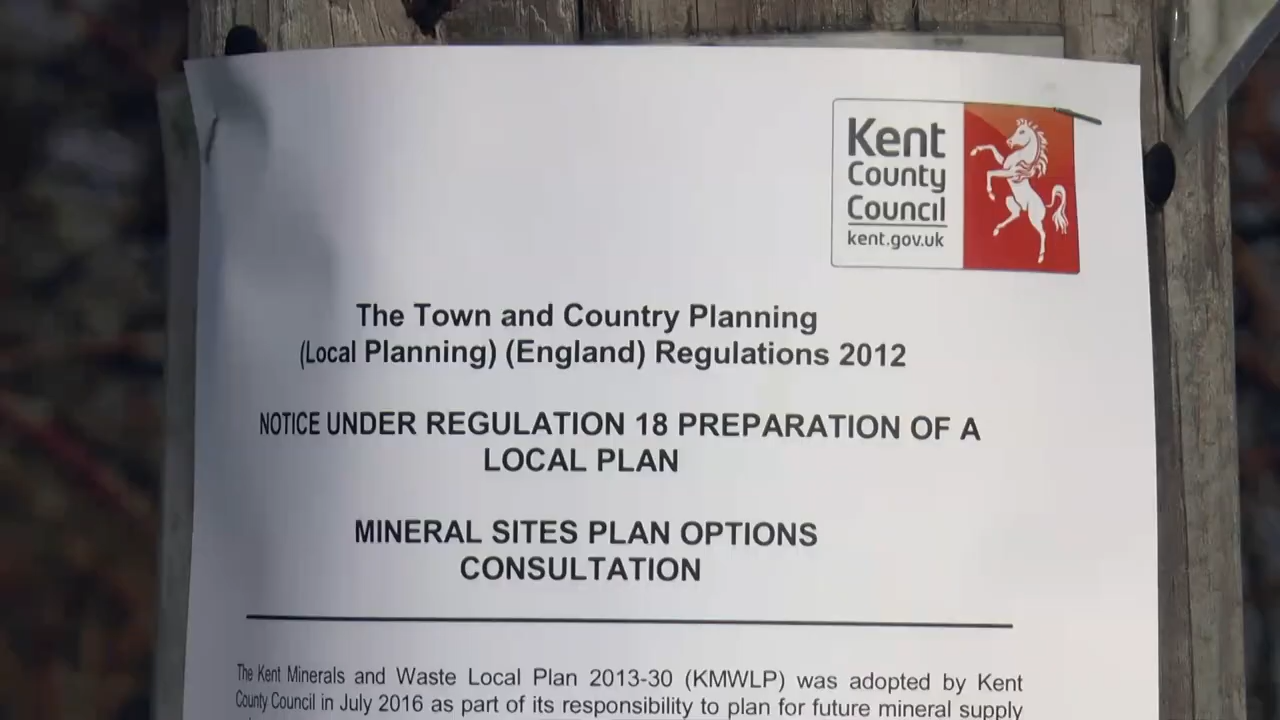 Kent
County
Council
kent.gov.uk
The Town and Country Planning
(Local Planning) (England) Regulations 2012
NOTICE UNDER REGULATION 18 PREPARATION OF A
LOCAL PLAN
MINERAL SITES PLAN OPTIONS
CONSULTATION
The Kent Minerals and Waste Local Plan 2013-30 (KMWLP) was adopted by Kent
County Council in July 2016 as part of its responsibility to plan for future mineral supply